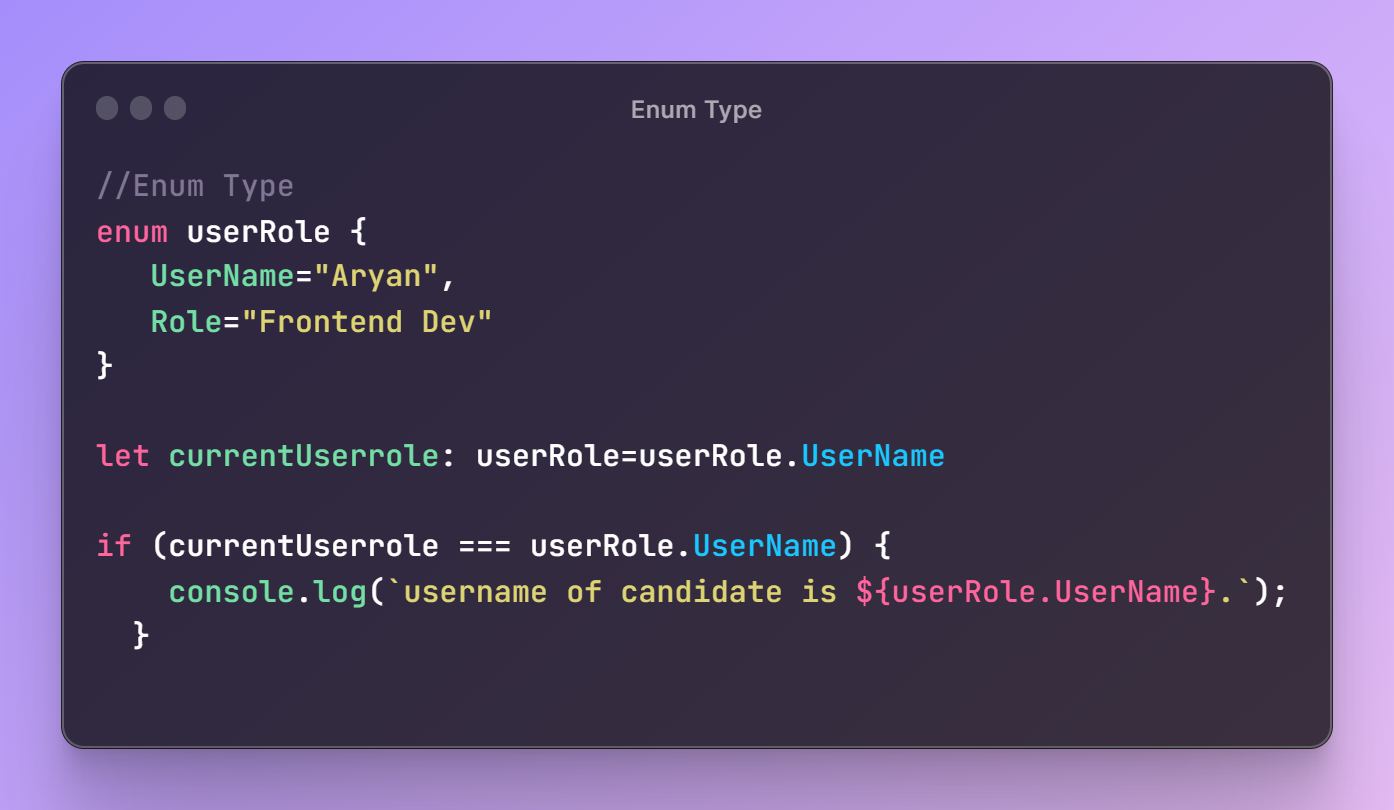 Enum Type
//Enum Type
enum userRole {
   UserName="Aryan",
   Role="Frontend Dev"
}
let currentUserrole: userRole=userRole.UserName
if (currentUserrole === userRole.UserName) {
    console.log(`username of candidate is ${userRole.UserName}.`);
  }